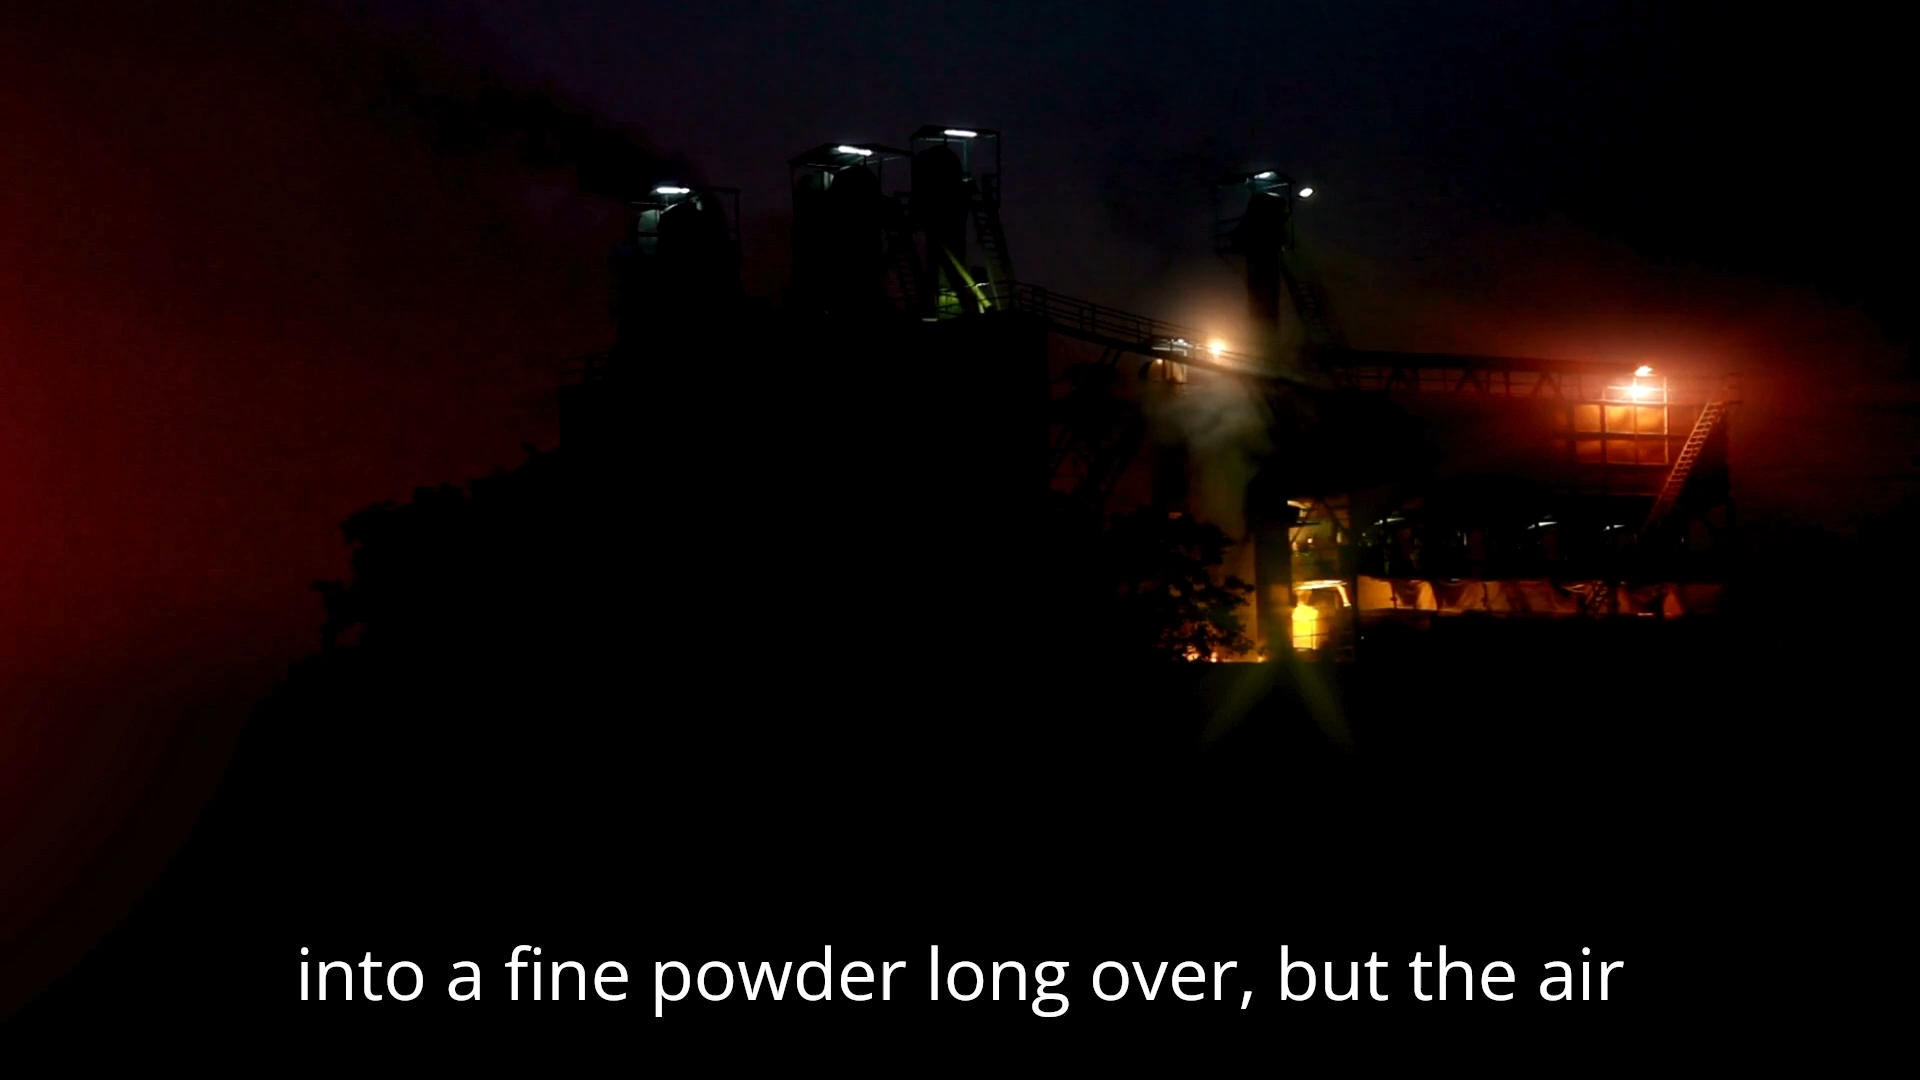 into a fine powder long over, but the air